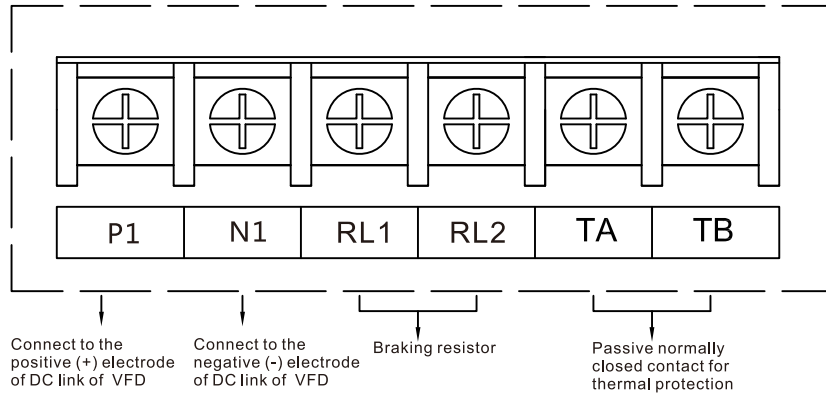 P1 N1 RL1 RL2 TA TB
Connect to the
positive (+) electrode
of DC link of VFD
Connect to the
negative (-) electrode
of DC link of VFD
Braking resistor
Passive normally
closed contact for
thermal protection